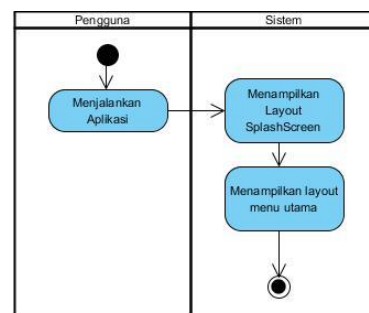 Pengguna
Sistem
Menjalankan
Aplikasi
Menampilkan
Layout
SplashScreen
Menampilkan layout
menu utama